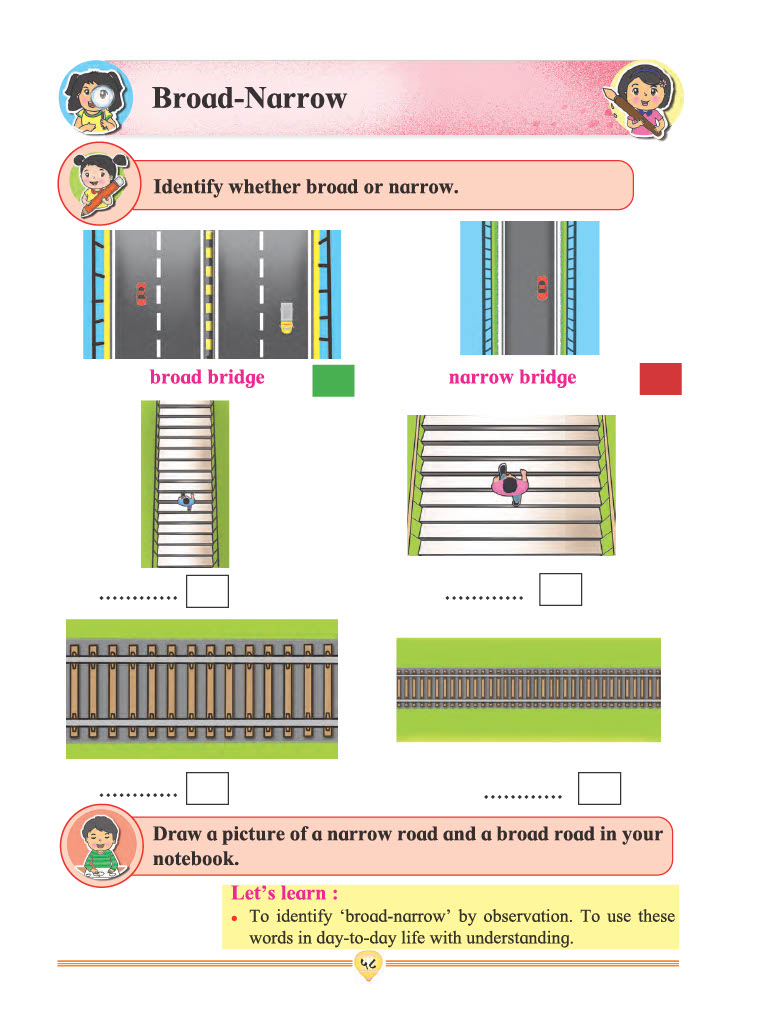 Broad-Narrow
Identify whether broad or narrow.
broad bridge
narrow bridge
............
............
............
............
Draw a picture of a narrow road and a broad road in your
notebook.
Let's learn :
• To identify ‘broad-narrow’ by observation. To use these
words in day-to-day life with understanding.
५८